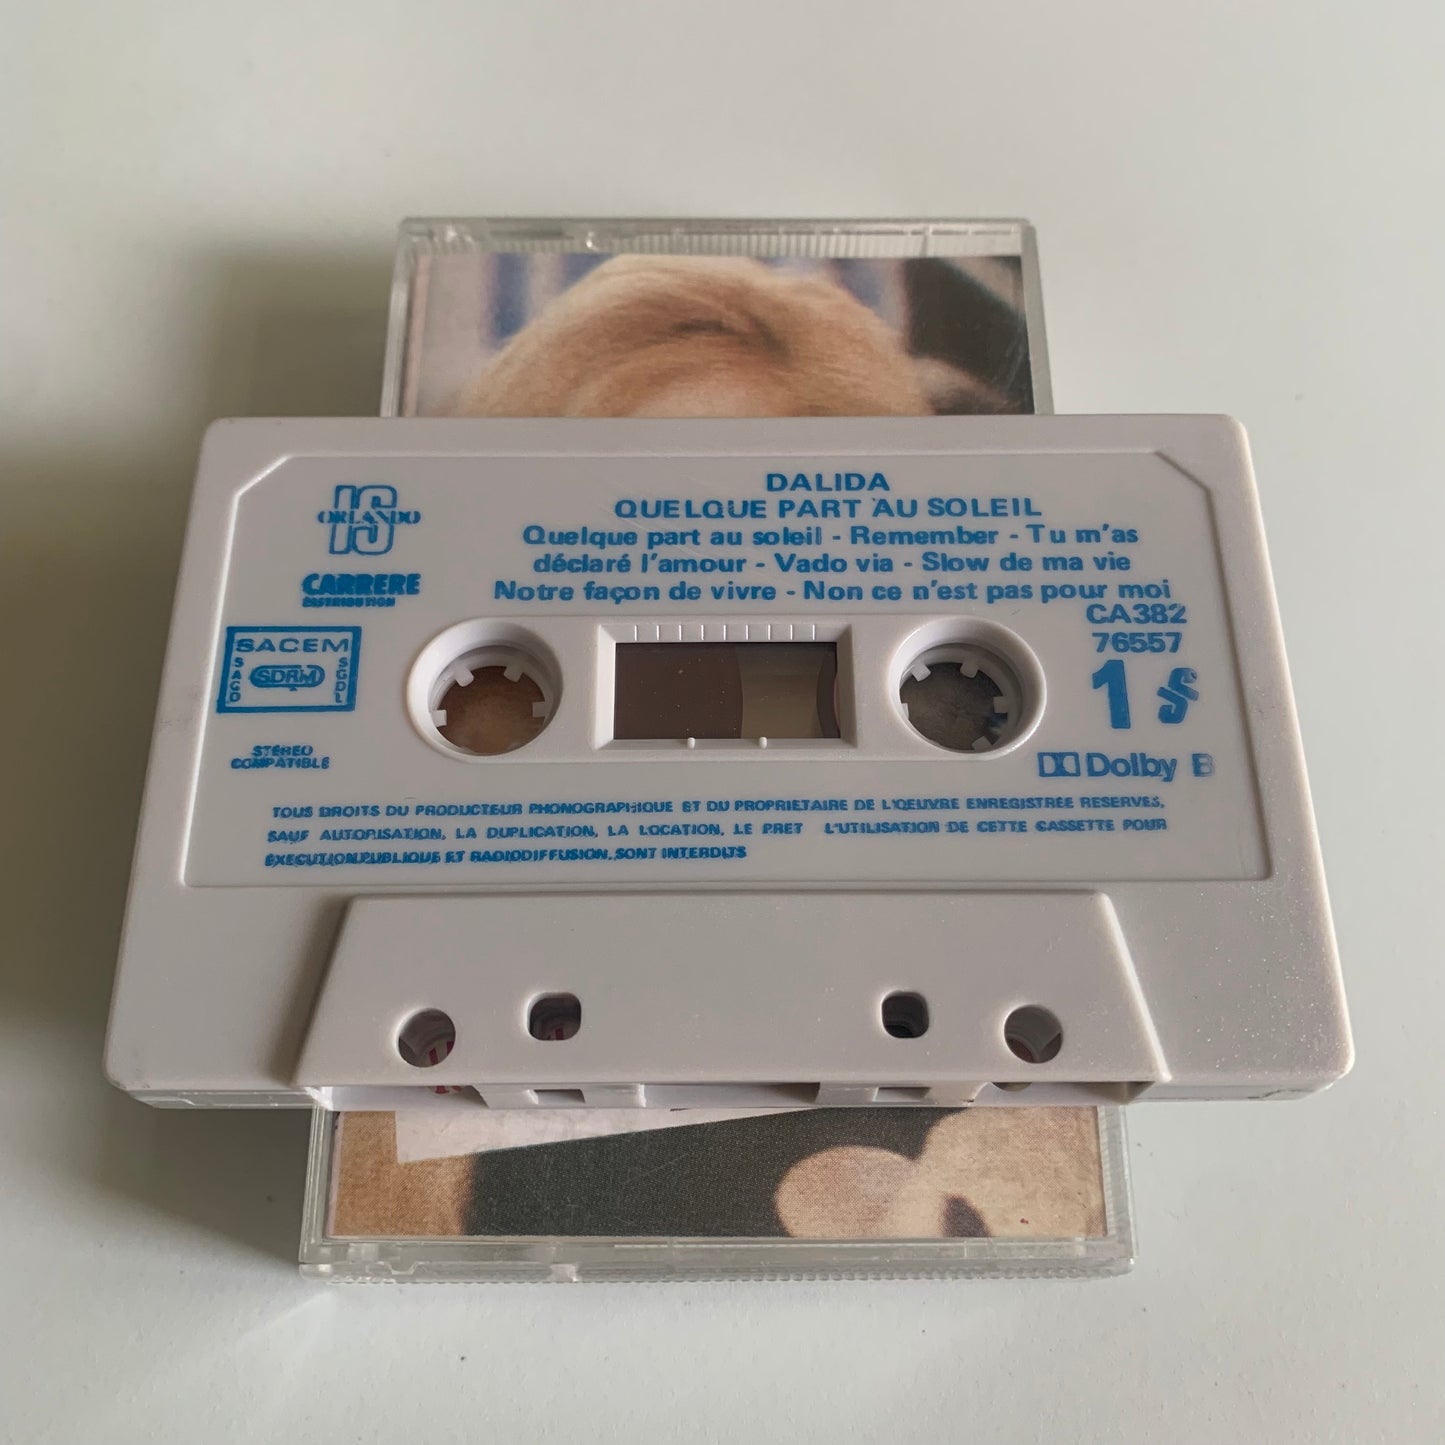 IS
ORLANDO
CARRERE
DISTRIBUTION
DALIDA
QUELQUE PART AU SOLEIL
Quelque part au soleil - Remember - Tu m'as
déclaré l'amour - Vado via - Slow de ma vie
Notre façon de vivre - Non ce n'est pas pour moi
CA382
76557
1
SACEM
SACD
SDRM
SGDL
STÉREO
COMPATIBLE
Dolby B
TOUS DROITS DU PRODUCTEUR PHONOGRAPHIQUE ET DU PROPRIETAIRE DE L'OEUVRE ENREGISTREE RESERVES,
SAUF AUTORISATION, LA DUPLICATION, LA LOCATION, LE PRET L'UTILISATION DE CETTE CASSETTE POUR
EXECUTION PUBLIQUE ET RADIODIFFUSION, SONT INTERDITS